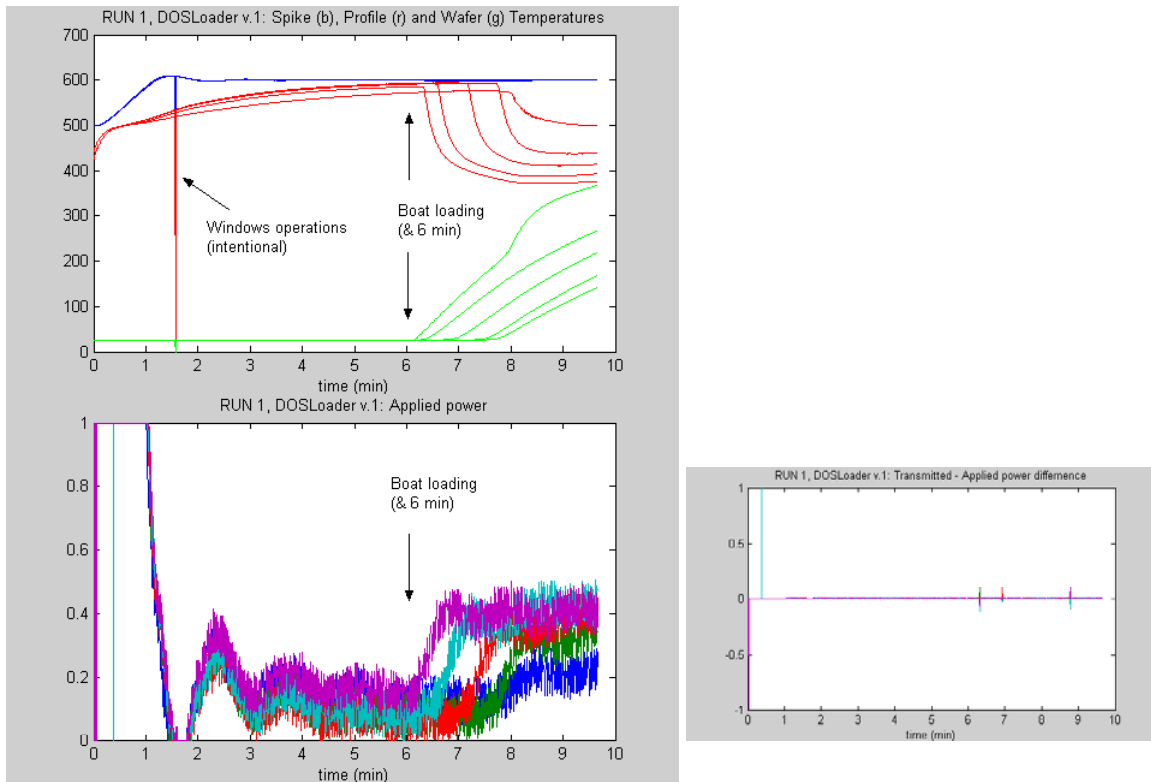 RUN 1, DOSLoader v.1: Spike (b), Profile (r) and Wafer (g) Temperatures
700
600
500
400
300
200
100
0
Windows operations
(intentional)
Boat loading
(& 6 min)
0 1 2 3 4 5 6 7 8 9 10
time (min)
RUN 1, DOSLoader v.1: Applied power
1
0.8
0.6
0.4
0.2
0
Boat loading
(& 6 min)
0 1 2 3 4 5 6 7 8 9 10
time (min)
RUN 1, DOSLoader v.1: Transmitted - Applied power differnence
1
0.5
0
-0.5
-1
0 1 2 3 4 5 6 7 8 9 10
time (min)